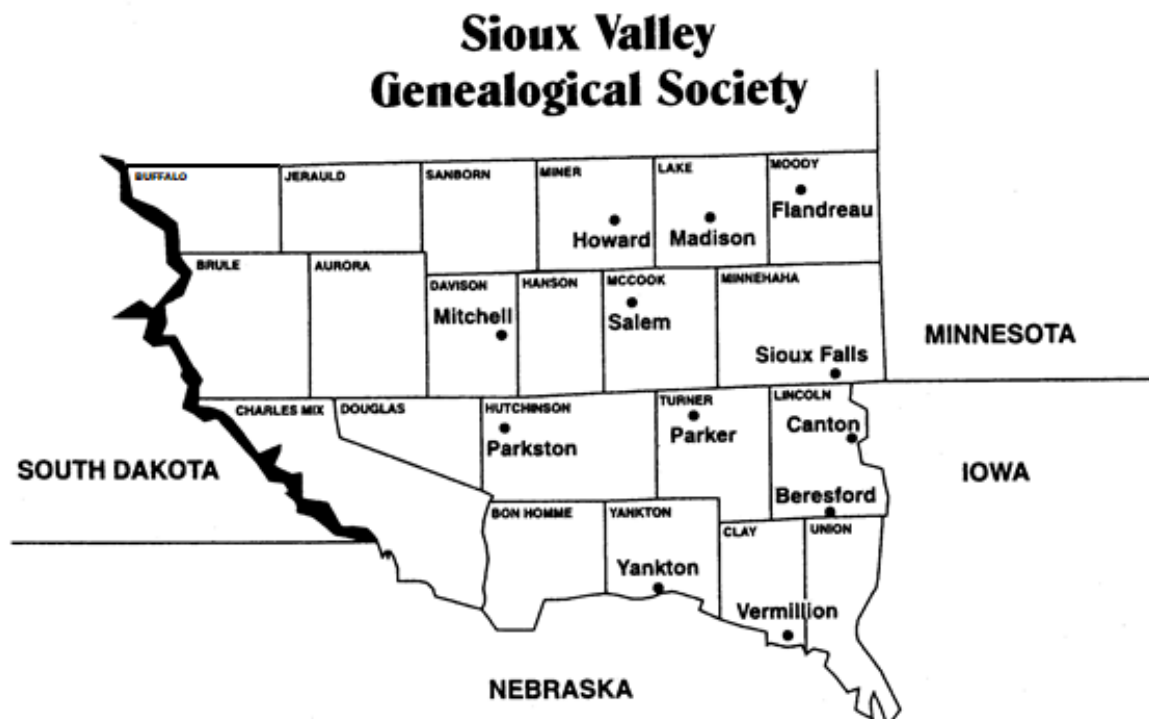 Sioux Valley
Genealogical Society
BUFFALO
JERAULD
SANBORN
MINER
LAKE
MOODY
Flandreau
Howard
Madison
BRULE
AURORA
DAVISON
HANSON
MCCOOK
MINNEHAHA
Mitchell
Salem
Sioux Falls
MINNESOTA
CHARLES MIX
DOUGLAS
HUTCHINSON
TURNER
LINCOLN
Parkston
Parker
Canton
SOUTH DAKOTA
IOWA
Beresford
BON HOMME
YANKTON
CLAY
UNION
Yankton
Vermillion
NEBRASKA